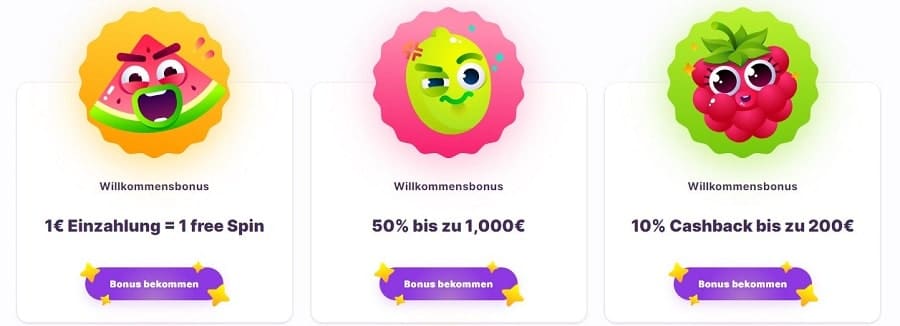 Willkommensbonus
1€ Einzahlung = 1 free Spin
Bonus bekommen
Willkommensbonus
50% bis zu 1,000€
Bonus bekommen
Willkommensbonus
10% Cashback bis zu 200€
Bonus bekommen